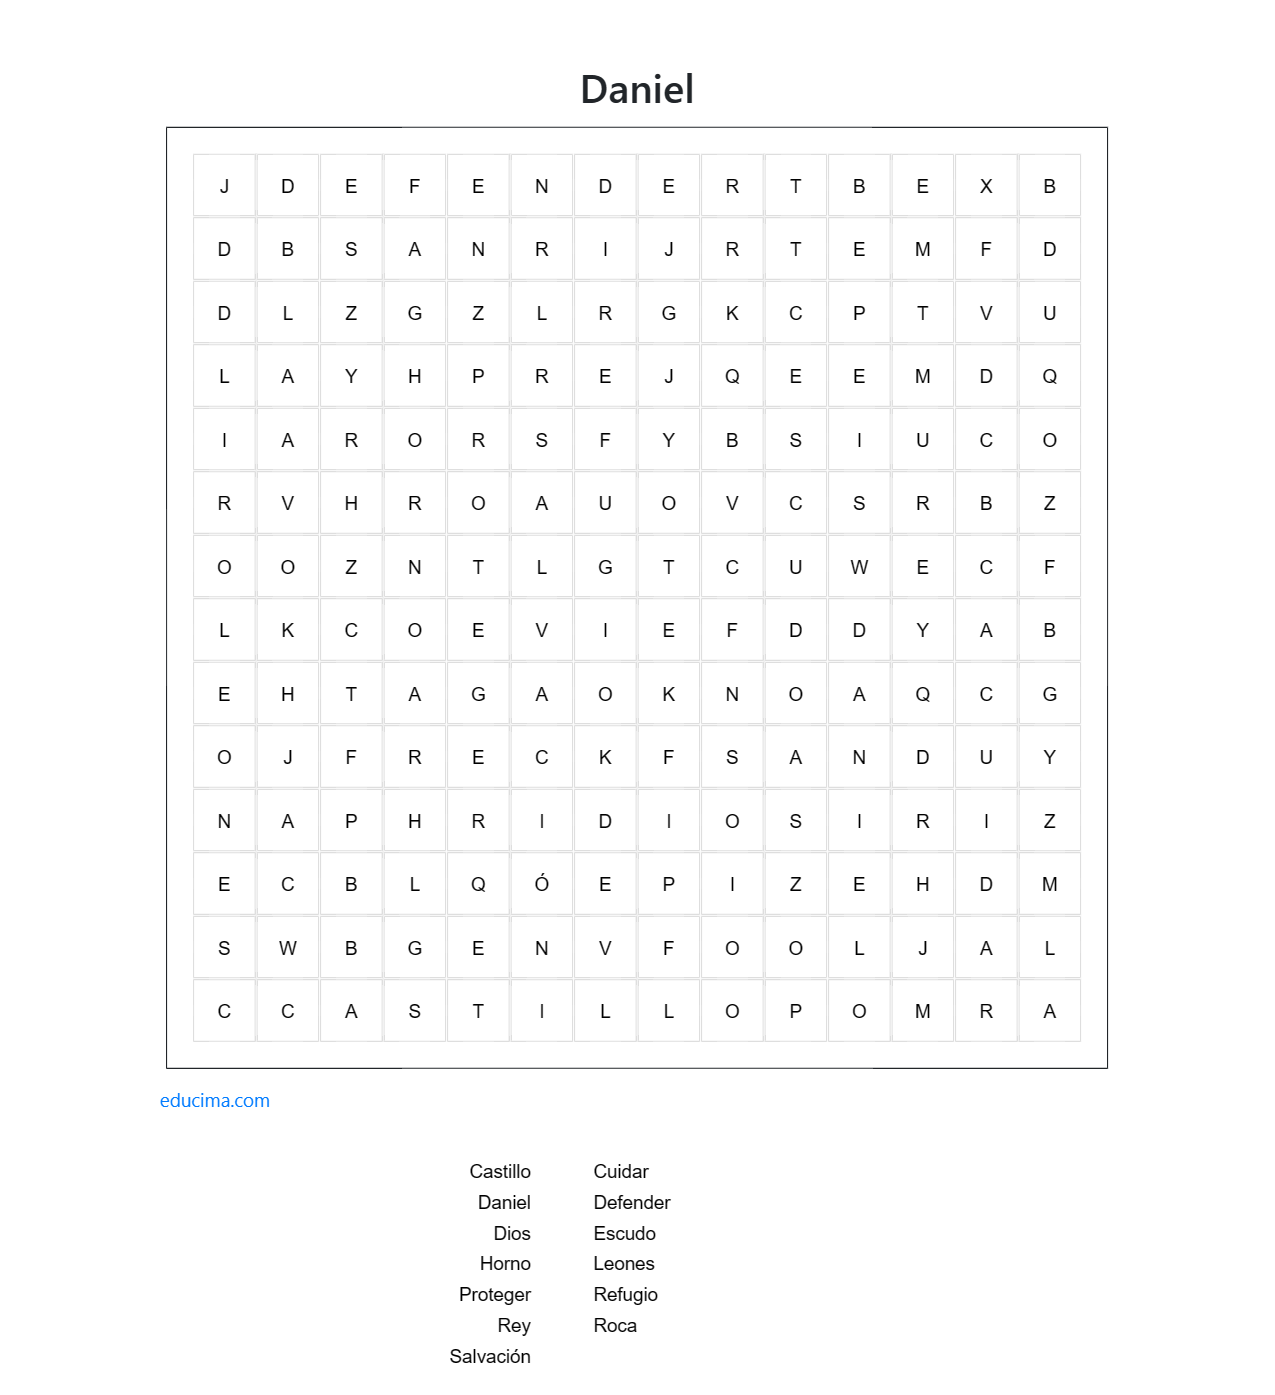 Daniel
J D E F E N D E R T B E X B
D B S A N R I J R T E M F D
D L Z G Z L R G K C P T V U
L A Y H P R E J Q E E M D Q
I A R O R S F Y B S I U C O
R V H R O A U O V C S R B Z
O O Z N T L G T C U W E C F
L K C O E V I E F D D Y A B
E H T A G A O K N O A Q C G
O J F R E C K F S A N D U Y
N A P H R I D I O S I R I Z
E C B L Q Ó E P I Z E H D M
S W B G E N V F O O L J A L
C C A S T I L L O P O M R A
educima.com
Castillo Cuidar
Daniel Defender
Dios Escudo
Horno Leones
Proteger Refugio
Rey Roca
Salvación